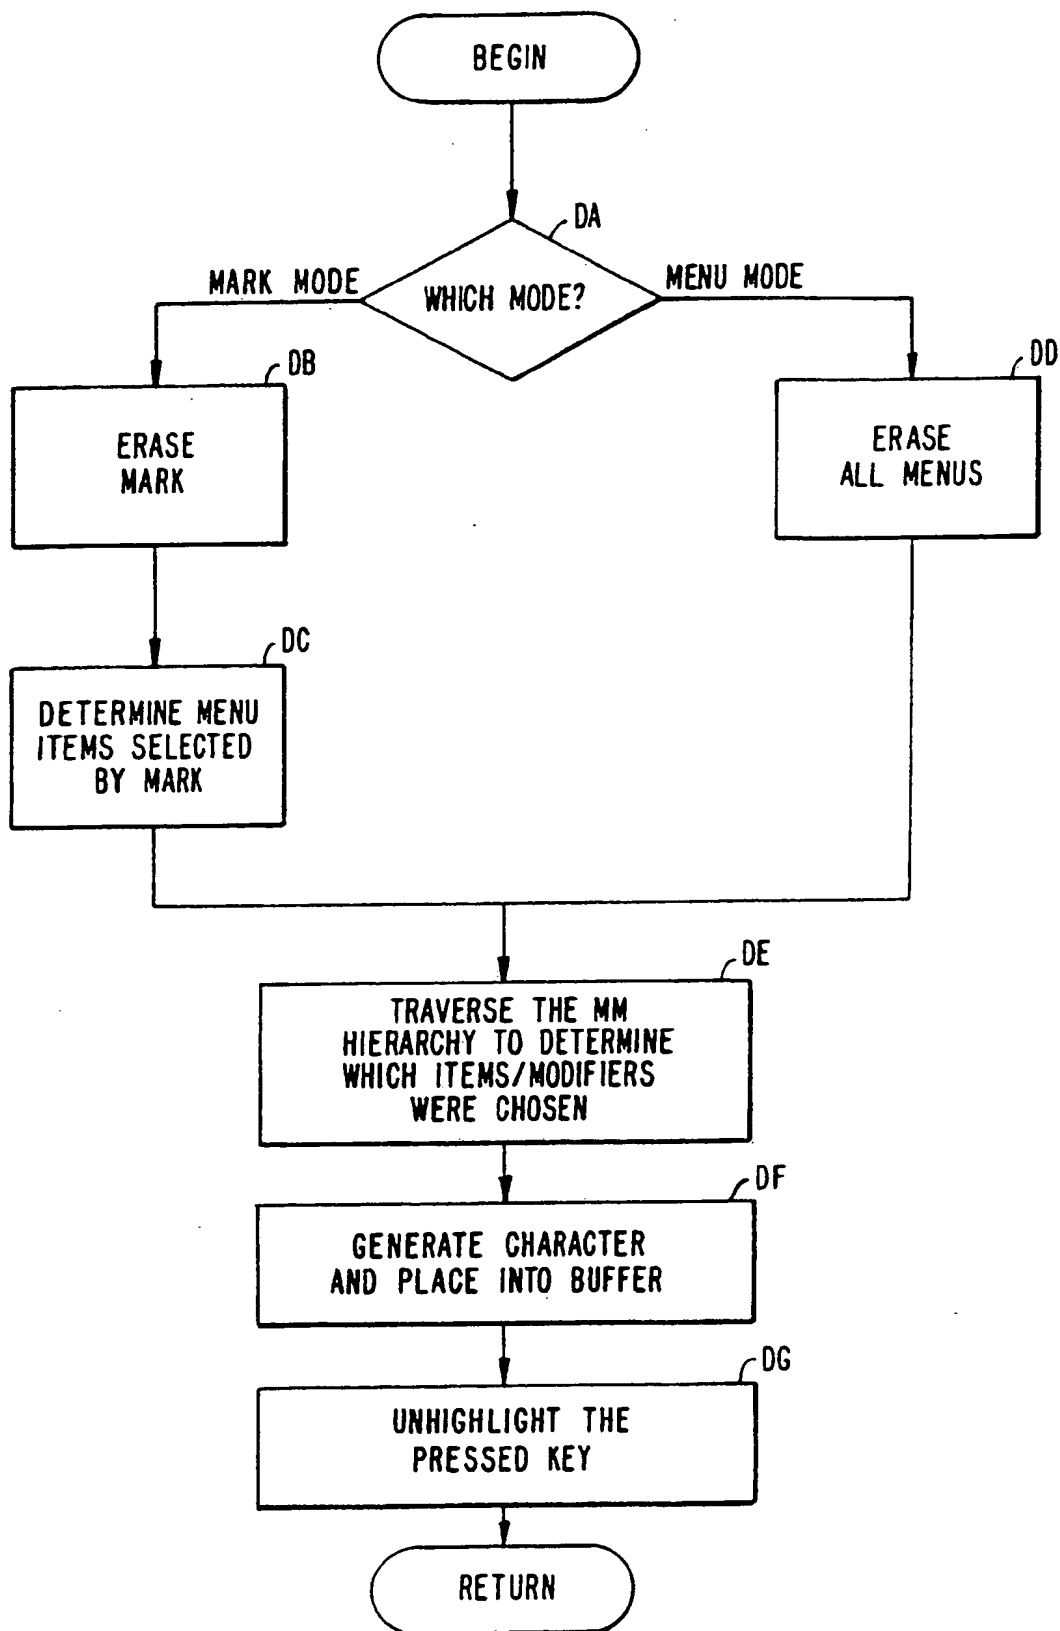 BEGIN
DA
WHICH MODE?
MARK MODE
MENU MODE
DB
ERASE
MARK
DD
ERASE
ALL MENUS
DC
DETERMINE MENU
ITEMS SELECTED
BY MARK
DE
TRAVERSE THE MM
HIERARCHY TO DETERMINE
WHICH ITEMS/MODIFIERS
WERE CHOSEN
DF
GENERATE CHARACTER
AND PLACE INTO BUFFER
DG
UNHIGHLIGHT THE
PRESSED KEY
RETURN